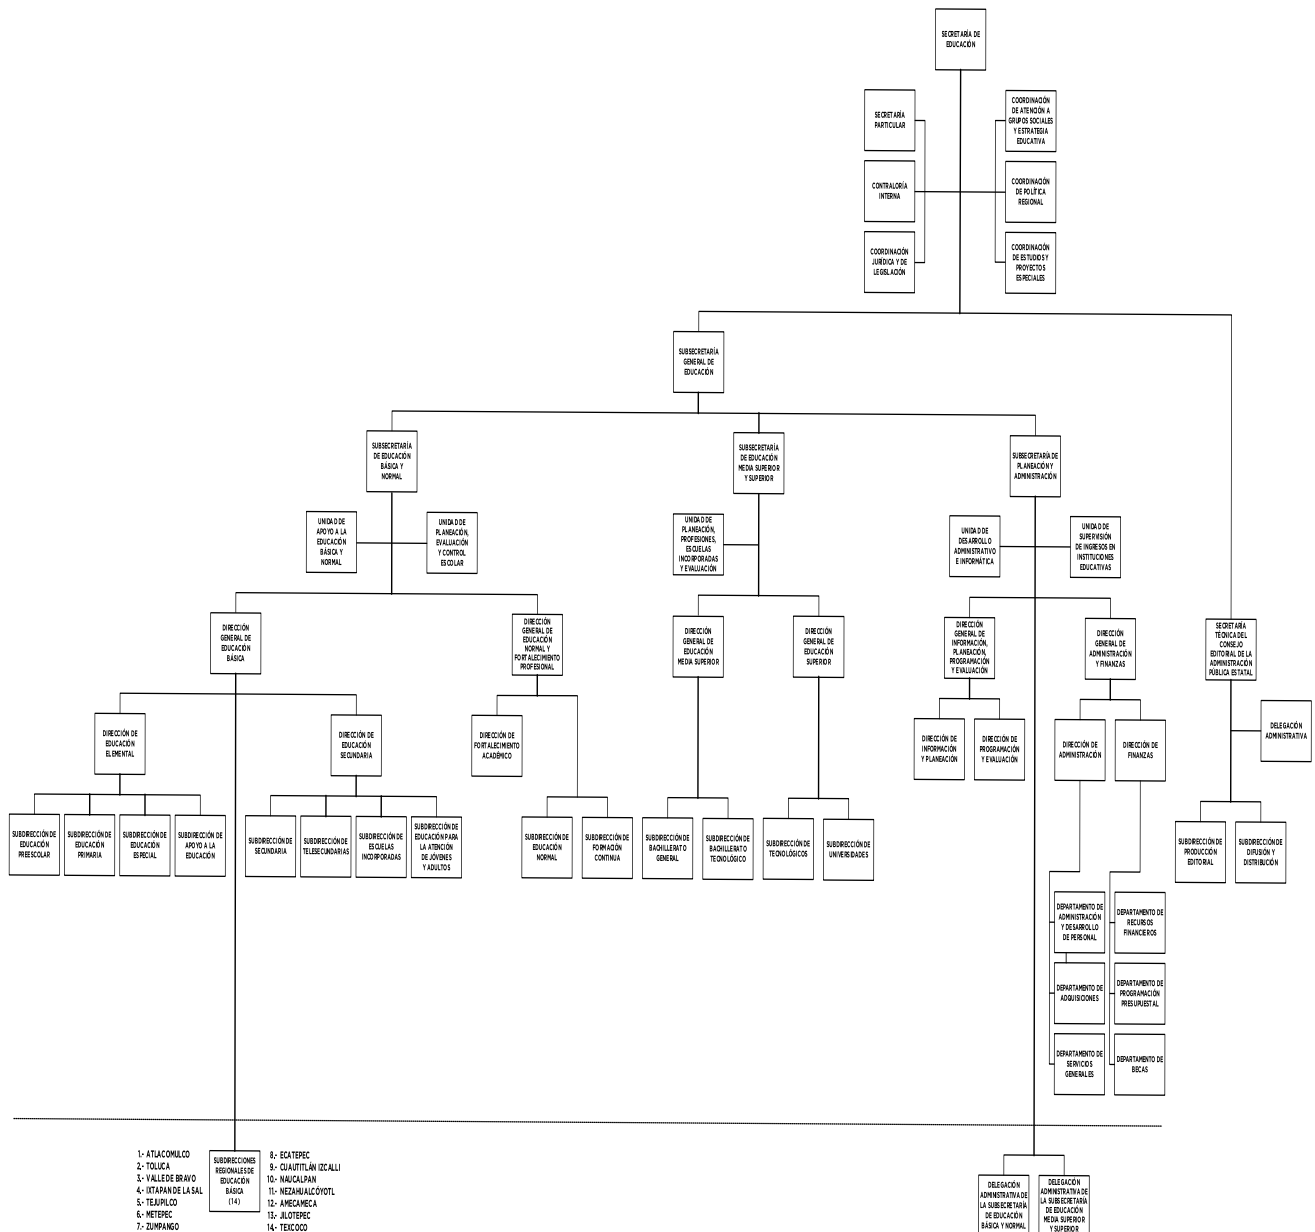 SECRETARÍA DE
EDUCACIÓN
SECRETARÍA
PARTICULAR
COORDINACIÓN
DE ATENCIÓN A
GRUPOS SOCIALES
Y ESTRATEGIA
EDUCATIVA
CONTRALORÍA
INTERNA
COORDINACIÓN
DE POLÍTICA
REGIONAL
COORDINACIÓN
JURÍDICA Y DE
LEGISLACIÓN
COORDINACIÓN
DE ESTUDIOS Y
PROYECTOS
ESPECIALES
SUBSECRETARÍA
GENERAL DE
EDUCACIÓN
SUBSECRETARÍA
DE EDUCACIÓN
BÁSICA Y
NORMAL
SUBSECRETARÍA
DE EDUCACIÓN
MEDIA SUPERIOR
Y SUPERIOR
SUBSECRETARÍA DE
PLANEACIÓN Y
ADMINISTRACIÓN
UNIDAD DE
APOYO A LA
EDUCACIÓN
BÁSICA Y
NORMAL
UNIDAD DE
PLANEACIÓN,
EVALUACIÓN
Y CONTROL
ESCOLAR
UNIDAD DE
PLANEACIÓN,
PROFESIONES,
ESCUELAS
INCORPORADAS
Y EVALUACIÓN
UNIDAD DE
DESARROLLO
ADMINISTRATIVO
E INFORMÁTICA
UNIDAD DE
SUPERVISIÓN
DE INGRESOS EN
INSTITUCIONES
EDUCATIVAS
DIRECCIÓN
GENERAL DE
EDUCACIÓN
BÁSICA
DIRECCIÓN
GENERAL DE
EDUCACIÓN
NORMAL Y
FORTALECIMIENTO
PROFESIONAL
DIRECCIÓN
GENERAL DE
EDUCACIÓN
MEDIA SUPERIOR
DIRECCIÓN
GENERAL DE
EDUCACIÓN
SUPERIOR
DIRECCIÓN
GENERAL DE
INFORMACIÓN,
PLANEACIÓN,
PROGRAMACIÓN
Y EVALUACIÓN
DIRECCIÓN
GENERAL DE
ADMINISTRACIÓN
Y FINANZAS
SECRETARÍA
TÉCNICA DEL
CONSEJO
EDITORIAL DE LA
ADMINISTRACIÓN
PÚBLICA ESTATAL
DIRECCIÓN DE
EDUCACIÓN
ELEMENTAL
DIRECCIÓN DE
EDUCACIÓN
SECUNDARIA
DIRECCIÓN DE
FORTALECIMIENTO
ACADÉMICO
DIRECCIÓN DE
INFORMACIÓN
Y PLANEACIÓN
DIRECCIÓN DE
PROGRAMACIÓN
Y EVALUACIÓN
DIRECCIÓN DE
ADMINISTRACIÓN
DIRECCIÓN DE
FINANZAS
DELEGACIÓN
ADMINISTRATIVA
SUBDIRECCIÓN DE
EDUCACIÓN
PREESCOLAR
SUBDIRECCIÓN DE
EDUCACIÓN
PRIMARIA
SUBDIRECCIÓN DE
EDUCACIÓN
ESPECIAL
SUBDIRECCIÓN DE
APOYO A LA
EDUCACIÓN
SUBDIRECCIÓN DE
SECUNDARIA
SUBDIRECCIÓN DE
TELESECUNDARIAS
SUBDIRECCIÓN DE
ESCUELAS
INCORPORADAS
SUBDIRECCIÓN DE
EDUCACIÓN PARA
LA ATENCIÓN
DE JÓVENES
Y ADULTOS
SUBDIRECCIÓN DE
EDUCACIÓN
NORMAL
SUBDIRECCIÓN DE
FORMACIÓN
CONTINUA
SUBDIRECCIÓN DE
BACHILLERATO
GENERAL
SUBDIRECCIÓN DE
BACHILLERATO
TECNOLÓGICO
SUBDIRECCIÓN DE
TECNOLÓGICOS
SUBDIRECCIÓN DE
UNIVERSIDADES
SUBDIRECCIÓN DE
PRODUCCIÓN
EDITORIAL
SUBDIRECCIÓN DE
DIFUSIÓN Y
DISTRIBUCIÓN
DEPARTAMENTO DE
ADMINISTRACIÓN
Y DESARROLLO
DE PERSONAL
DEPARTAMENTO DE
RECURSOS
FINANCIEROS
DEPARTAMENTO DE
ADQUISICIONES
DEPARTAMENTO DE
PROGRAMACIÓN
PRESUPUESTAL
DEPARTAMENTO DE
SERVICIOS
GENERALES
DEPARTAMENTO DE
BECAS
1.- ATLACOMULCO
2.- TOLUCA
3.- VALLE DE BRAVO
4.- IXTAPAN DE LA SAL
5.- TEJUPILCO
6.- METEPEC
7.- ZUMPANGO
SUBDIRECCIONES
REGIONALES DE
EDUCACIÓN
BÁSICA
(14)
8.- ECATEPEC
9.- CUAUTITLÁN IZCALLI
10.- NAUCALPAN
11.- NEZAHUALCÓYOTL
12.- AMECAMECA
13.- JILOTEPEC
14.- TEXCOCO
DELEGACIÓN
ADMINISTRATIVA DE
LA SUBSECRETARÍA
DE EDUCACIÓN
BÁSICA Y NORMAL
DELEGACIÓN
ADMINISTRATIVA DE
LA SUBSECRETARÍA
DE EDUCACIÓN
MEDIA SUPERIOR
Y SUPERIOR